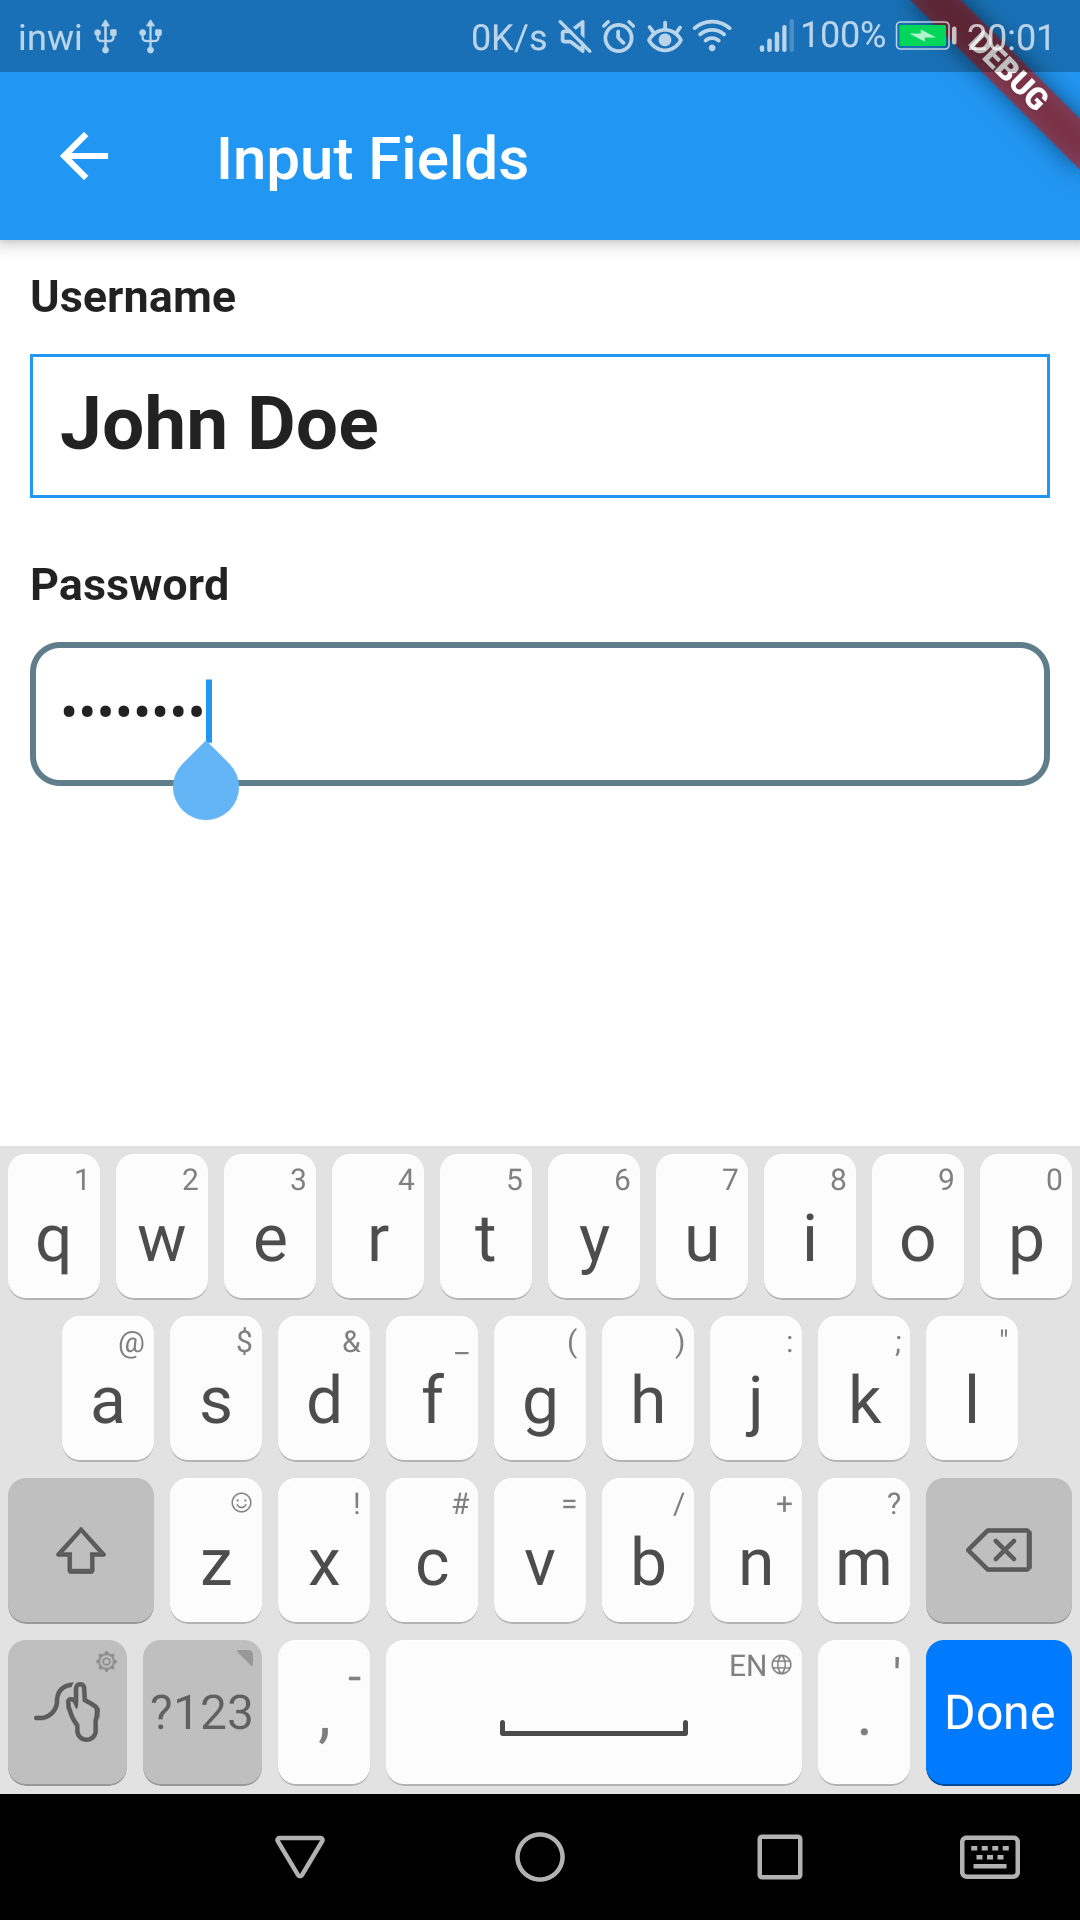 inwi 0K/s 100% 20:01
DEBUG
Input Fields
Username
John Doe
Password
••••••••
1 2 3 4 5 6 7 8 9 0
q w e r t y u i o p
@ $ & _ ( ) : ; "
a s d f g h j k l
! # = / + ?
z x c v b n m
- EN '
?123 , . Done